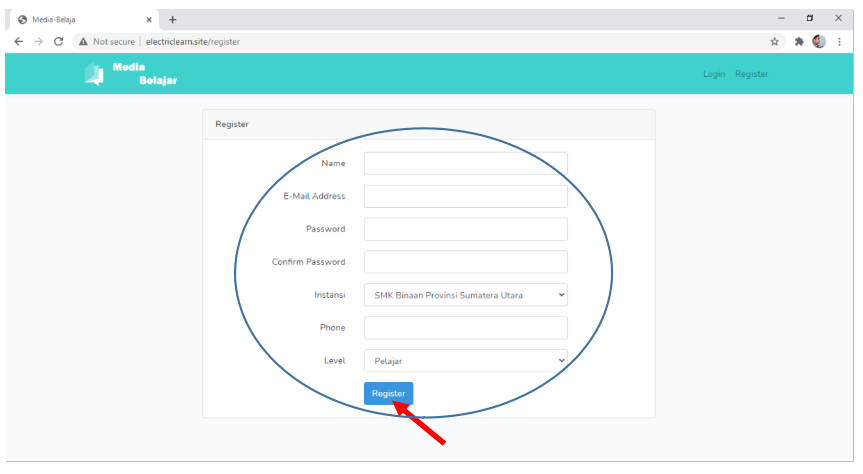 Media-Belaja
Not secure | electriclearn.site/register
Media
Belajar
Login Register
Register
Name
E-Mail Address
Password
Confirm Password
Instansi SMK Binaan Provinsi Sumatera Utara
Phone
Level Pelajar
Register